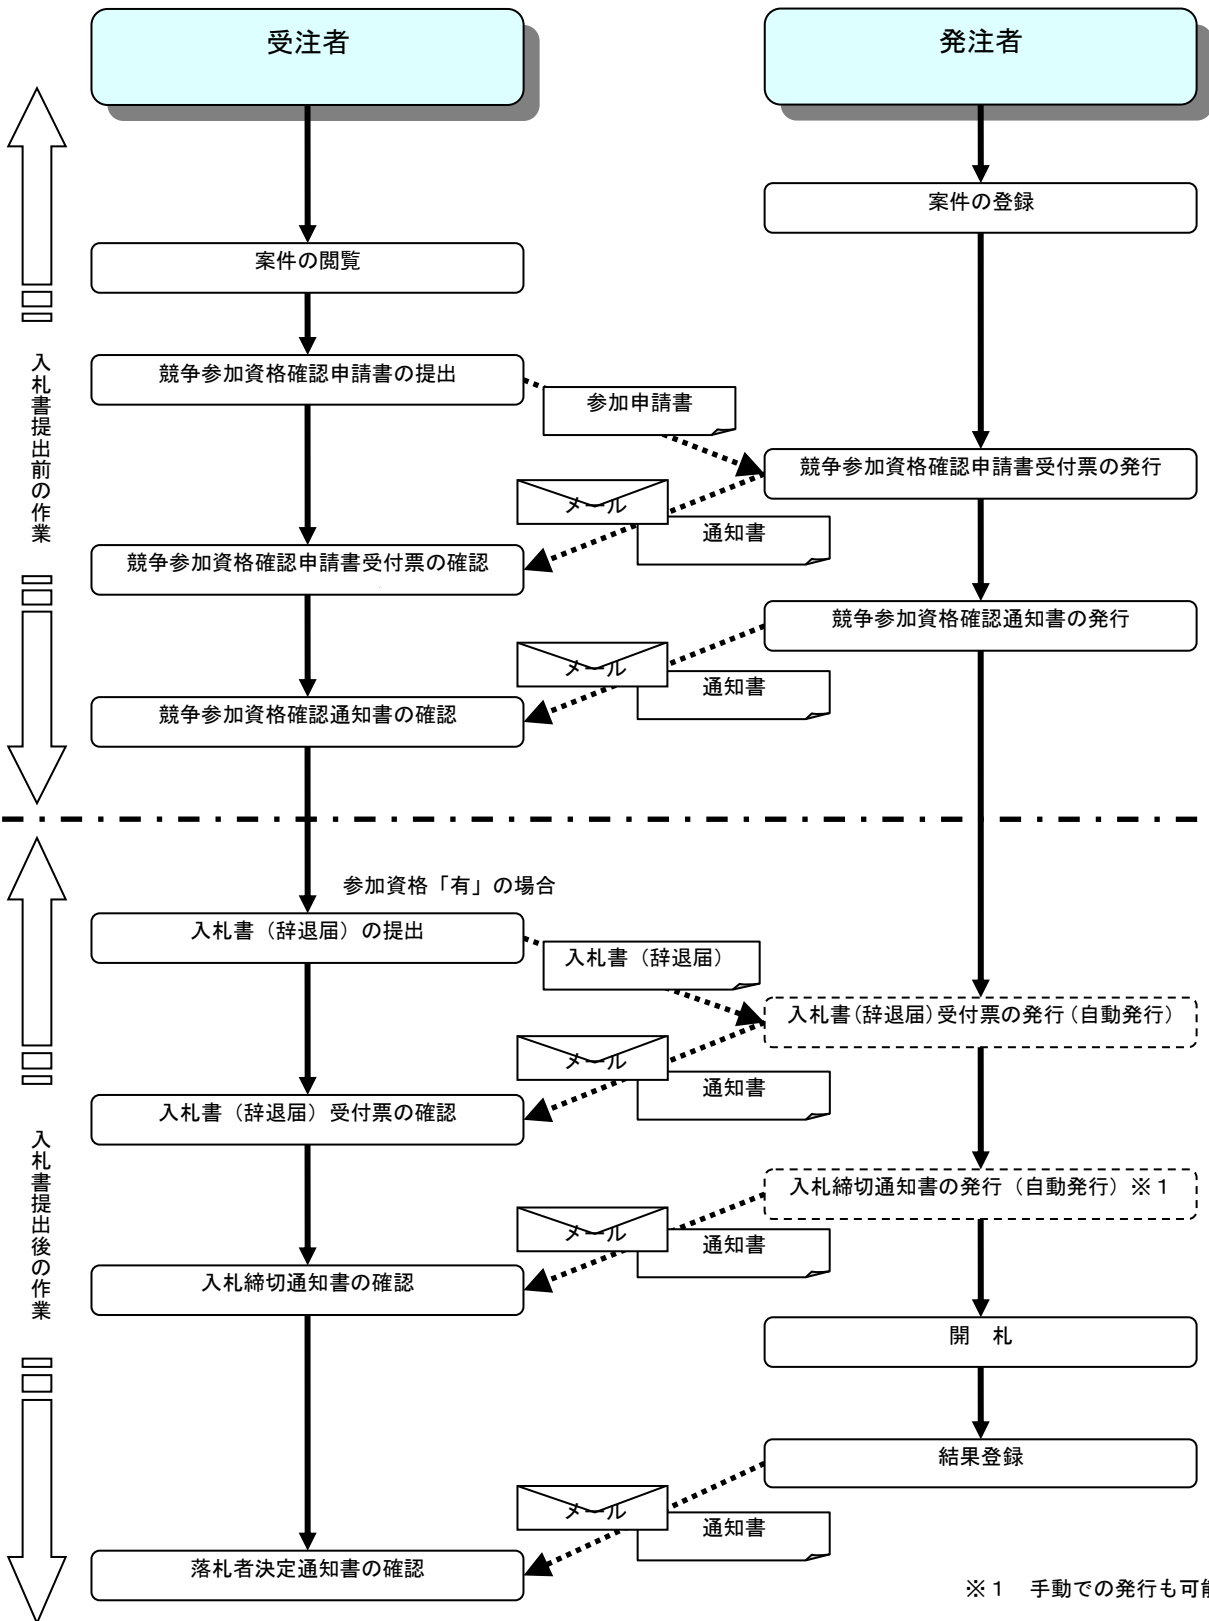 受注者
発注者
案件の登録
案件の閲覧
競争参加資格確認申請書の提出
参加申請書
競争参加資格確認申請書受付票の発行
メール
通知書
競争参加資格確認申請書受付票の確認
競争参加資格確認通知書の発行
メール
通知書
競争参加資格確認通知書の確認
入札書提出前の作業
参加資格「有」の場合
入札書（辞退届）の提出
入札書（辞退届）
入札書(辞退届)受付票の発行(自動発行)
メール
通知書
入札書（辞退届）受付票の確認
入札締切通知書の発行（自動発行）※１
メール
通知書
入札締切通知書の確認
開　札
結果登録
メール
通知書
落札者決定通知書の確認
入札書提出後の作業
※１　手動での発行も可能